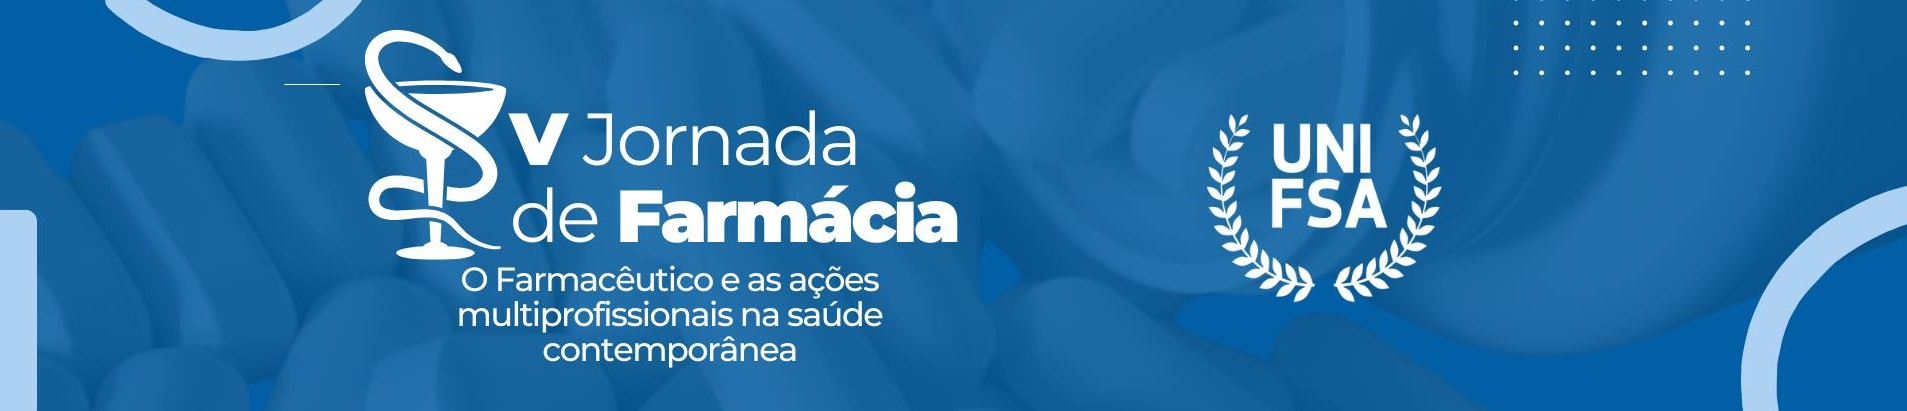 V Jornada
de Farmácia
O Farmacêutico e as ações
multiprofissionais na saúde
contemporânea
UNI
FSA